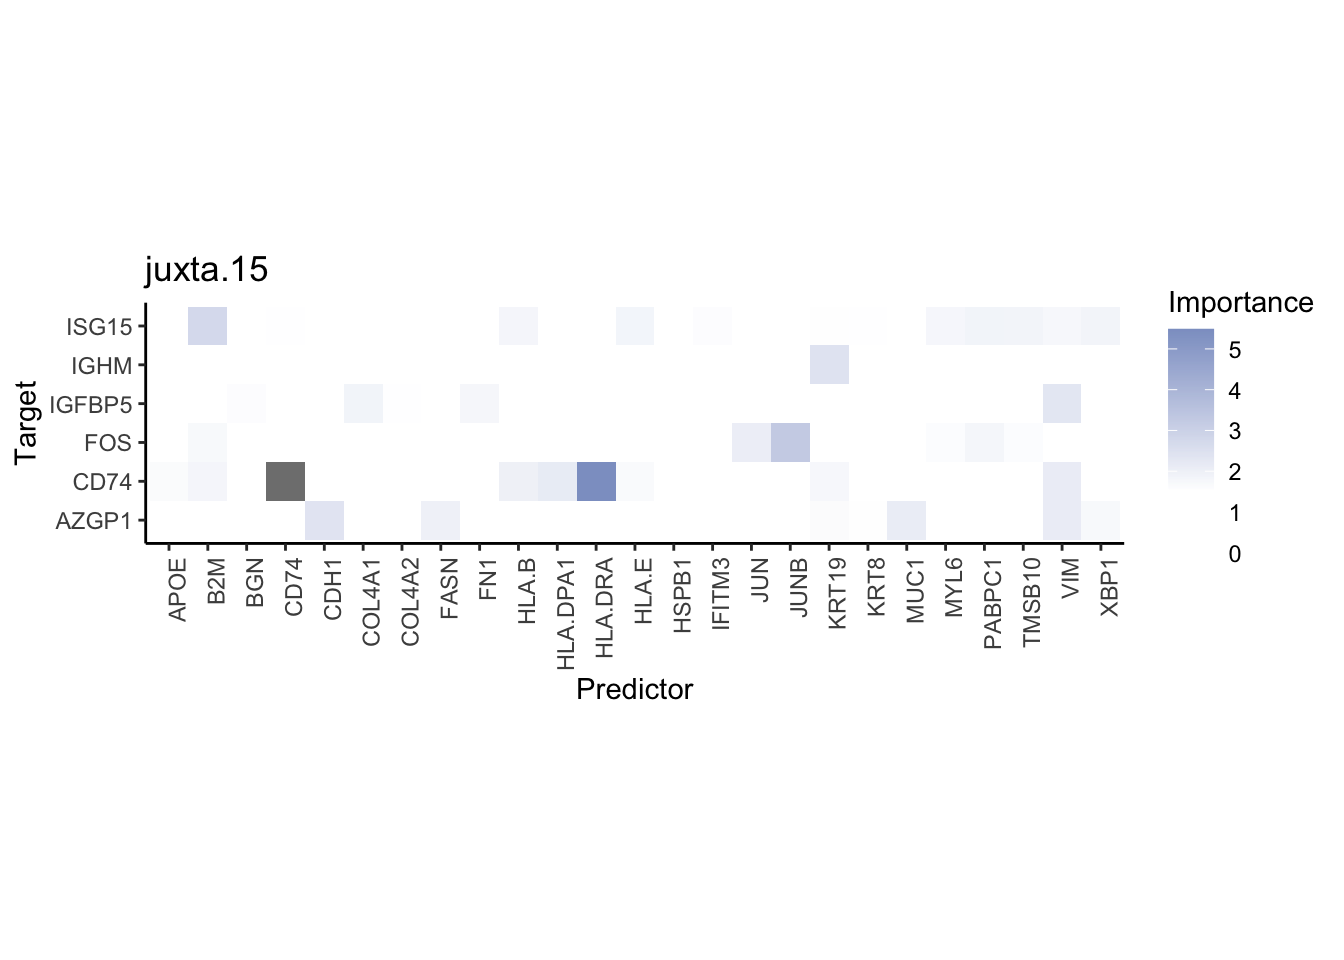 juxta.15
Importance
5
4
3
2
1
0
Target
ISG15
IGHM
IGFBP5
FOS
CD74
AZGP1
APOE
B2M
BGN
CD74
CDH1
COL4A1
COL4A2
FASN
FN1
HLA.B
HLA.DPA1
HLA.DRA
HLA.E
HSPB1
IFITM3
JUN
JUNB
KRT19
KRT8
MUC1
MYL6
PABPC1
TMSB10
VIM
XBP1
Predictor